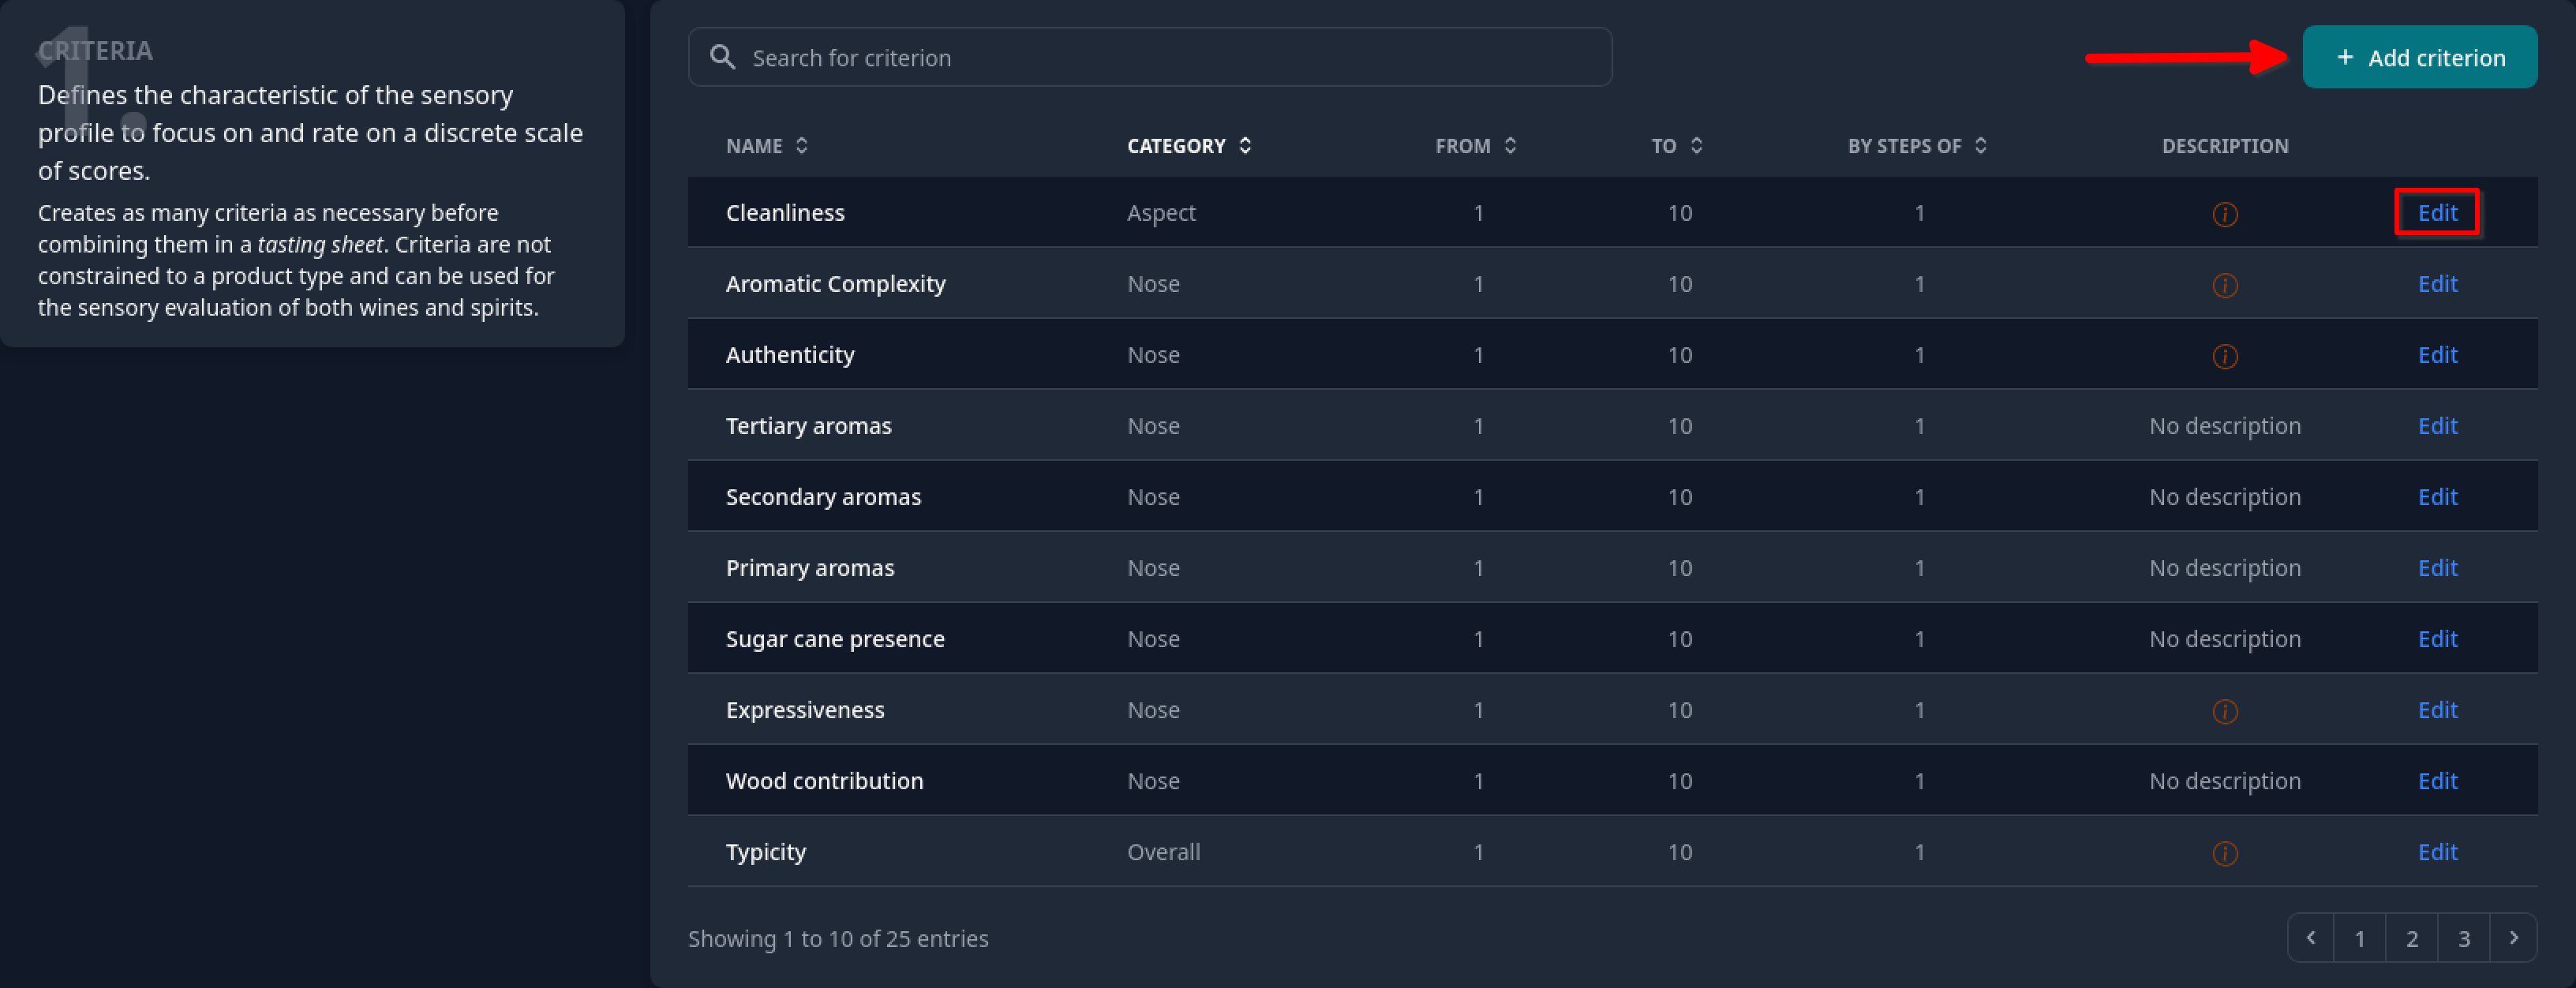 1.
CRITERIA
Defines the characteristic of the sensory
profile to focus on and rate on a discrete scale
of scores.
Creates as many criteria as necessary before
combining them in a tasting sheet. Criteria are not
constrained to a product type and can be used for
the sensory evaluation of both wines and spirits.
Search for criterion
+ Add criterion
NAME CATEGORY FROM TO BY STEPS OF DESCRIPTION
Cleanliness Aspect 1 10 1 i Edit
Aromatic Complexity Nose 1 10 1 i Edit
Authenticity Nose 1 10 1 i Edit
Tertiary aromas Nose 1 10 1 No description Edit
Secondary aromas Nose 1 10 1 No description Edit
Primary aromas Nose 1 10 1 No description Edit
Sugar cane presence Nose 1 10 1 No description Edit
Expressiveness Nose 1 10 1 i Edit
Wood contribution Nose 1 10 1 No description Edit
Typicity Overall 1 10 1 i Edit
Showing 1 to 10 of 25 entries
1 2 3